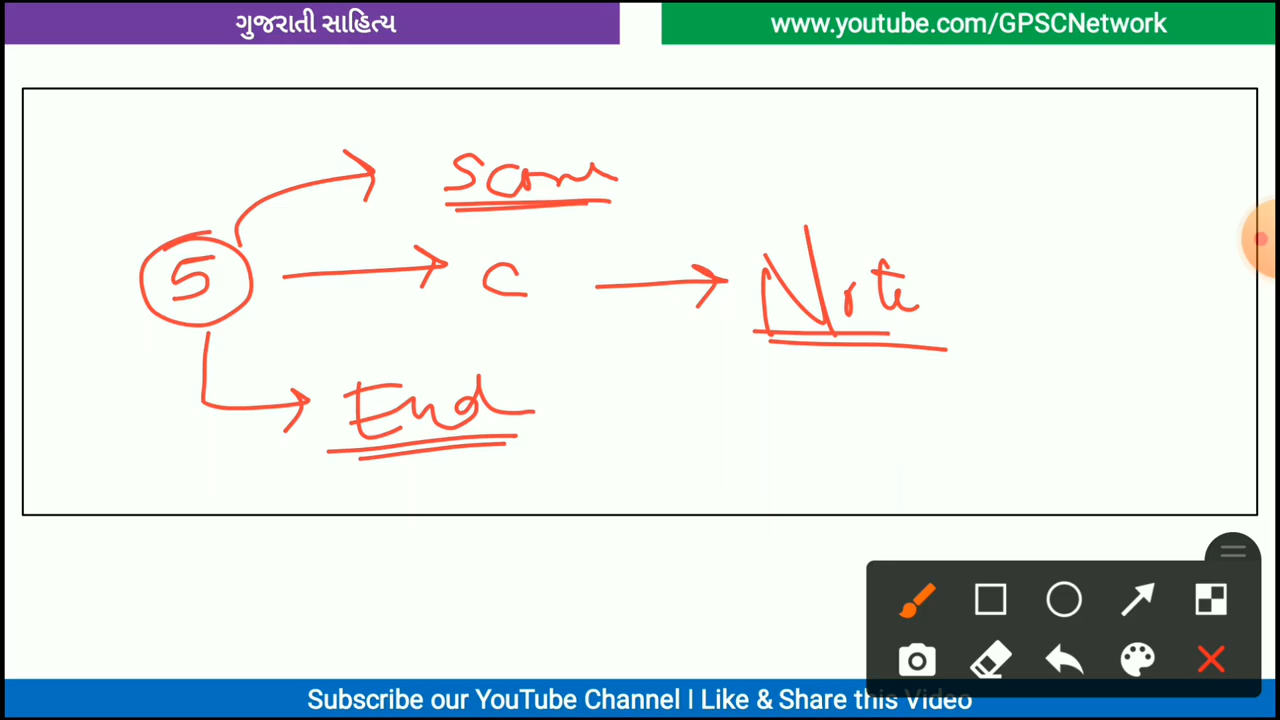 ગુજરાતી સાહિત્ય
www.youtube.com/GPSCNetwork
5
C
Note
End
Subscribe our YouTube Channel | Like & Share this Video